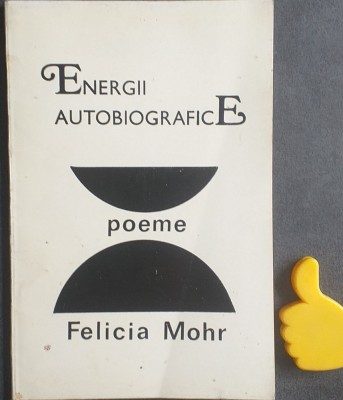 ENERGII
AUTOBIOGRAFICE
poeme
Felicia Mohr